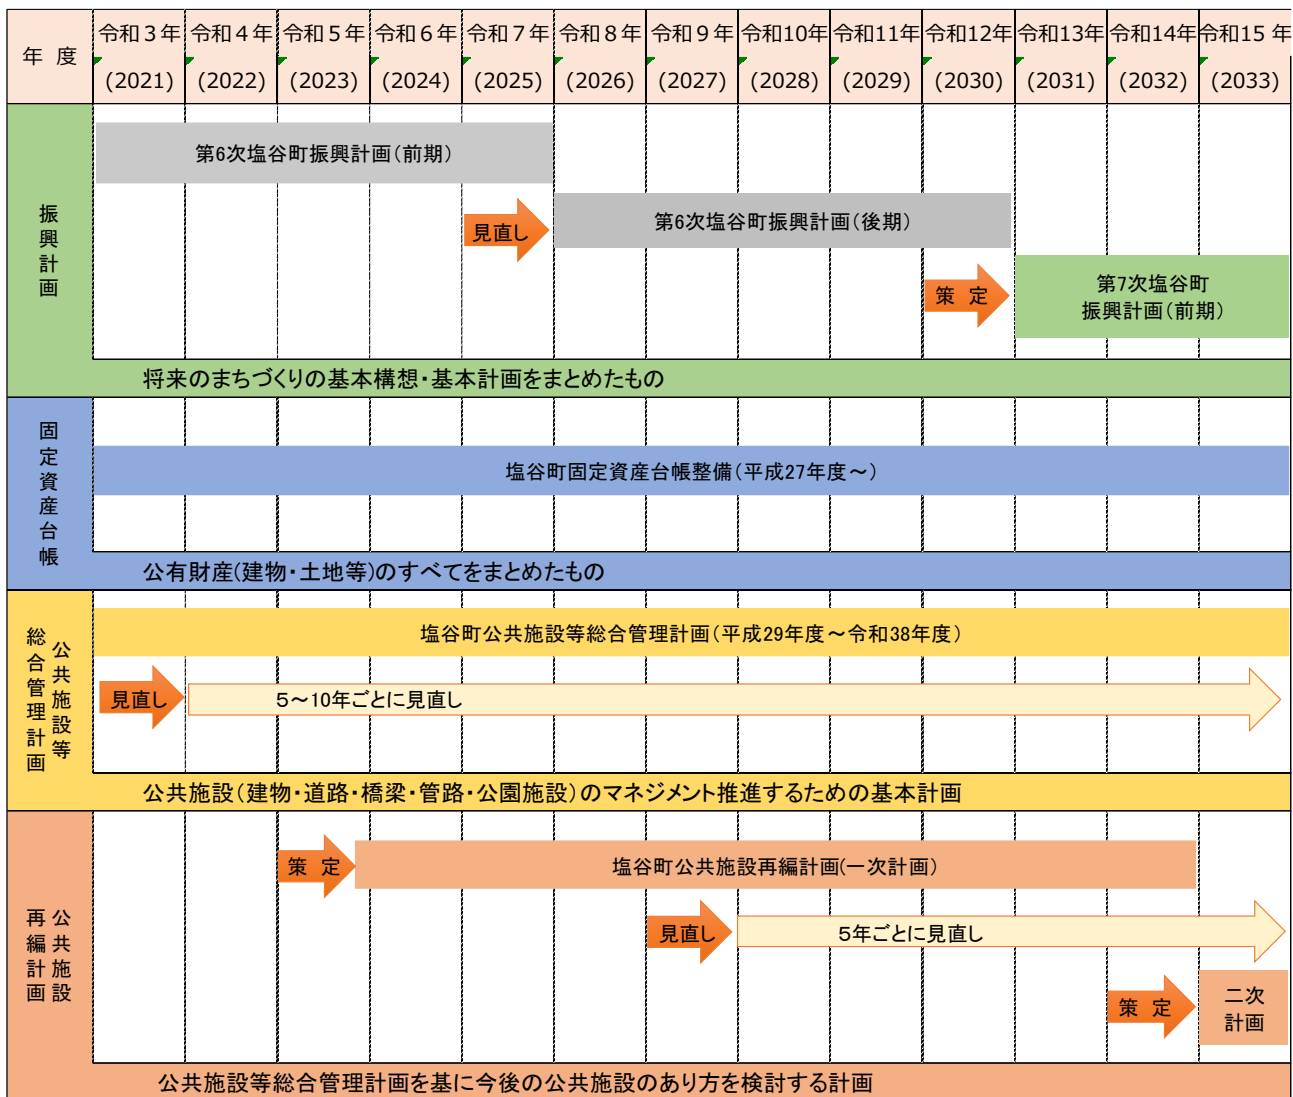 年 度
令和３年 令和４年 令和５年 令和６年 令和７年 令和８年 令和９年 令和10年 令和11年 令和12年 令和13年 令和14年 令和15 年
(2021) (2022) (2023) (2024) (2025) (2026) (2027) (2028) (2029) (2030) (2031) (2032) (2033)
振興計画
第6次塩谷町振興計画（前期）
見直し
第6次塩谷町振興計画（後期）
策 定
第7次塩谷町
振興計画（前期）
将来のまちづくりの基本構想・基本計画をまとめたもの
固定資産台帳
塩谷町固定資産台帳整備（平成27年度～）
公有財産(建物・土地等)のすべてをまとめたもの
公共施設等
総合管理計画
塩谷町公共施設等総合管理計画（平成29年度～令和38年度）
見直し
５～10年ごとに見直し
公共施設（建物・道路・橋梁・管路・公園施設）のマネジメント推進するための基本計画
公共施設
再編計画
策 定
塩谷町公共施設再編計画(一次計画)
見直し
５年ごとに見直し
策 定
二次
計画
公共施設等総合管理計画を基に今後の公共施設のあり方を検討する計画